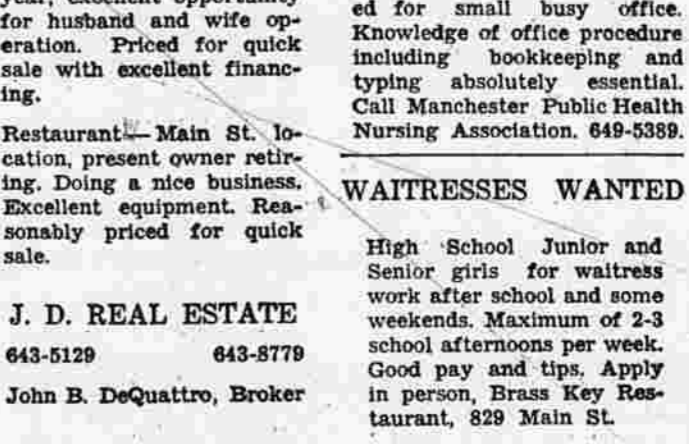 year, excellent opportunity
for husband and wife op-
eration. Priced for quick
sale with excellent financ-
ing.
Restaurant— Main St. lo-
cation, present owner retir-
ing. Doing a nice business.
Excellent equipment. Rea-
sonably priced for quick
sale.
J. D. REAL ESTATE
643-5129 643-8779
John B. DeQuattro, Broker
ed for small busy office.
Knowledge of office procedure
including bookkeeping and
typing absolutely essential.
Call Manchester Public Health
Nursing Association. 649-5389.
WAITRESSES WANTED
High School Junior and
Senior girls for waitress
work after school and some
weekends. Maximum of 2-3
school afternoons per week.
Good pay and tips. Apply
in person, Brass Key Res-
taurant, 829 Main St.